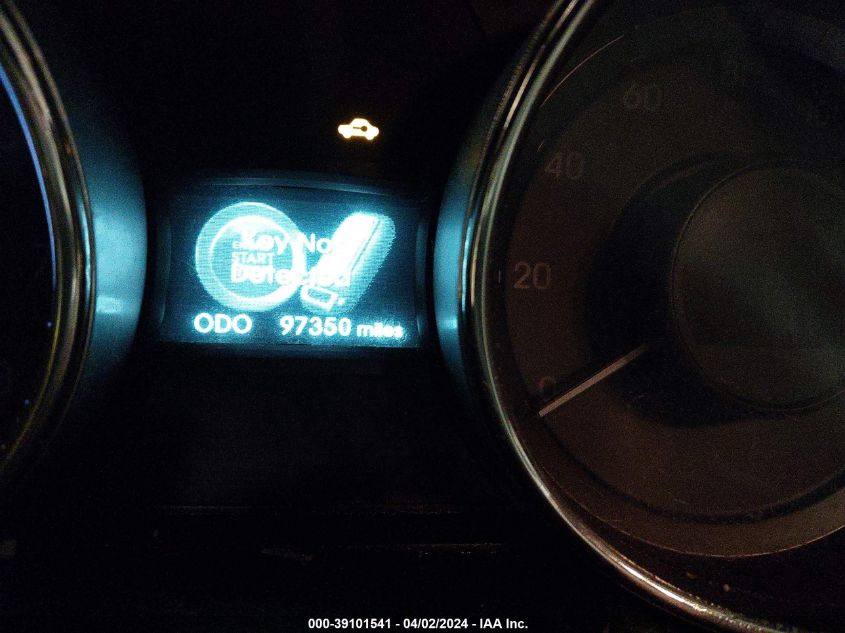 60
40
20
0
Key Not
Detected
START
ODO 97350 miles
000-39101541 - 04/02/2024 - IAA Inc.